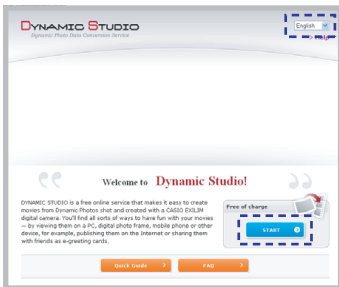 DYNAMIC STUDIO
Dynamic Photo Data Conversion Service
English
> Help
Welcome to Dynamic Studio!
DYNAMIC STUDIO is a free online service that makes it easy to create
movies from Dynamic Photos shot and created with a CASIO EXILIM
digital camera. You'll find all sorts of ways to have fun with your movies
— by viewing them on a PC, digital photo frame, mobile phone or other
device, for example, publishing them on the Internet or sharing them
with friends as e-greeting cards.
Free of charge
START
Quick Guide
FAQ